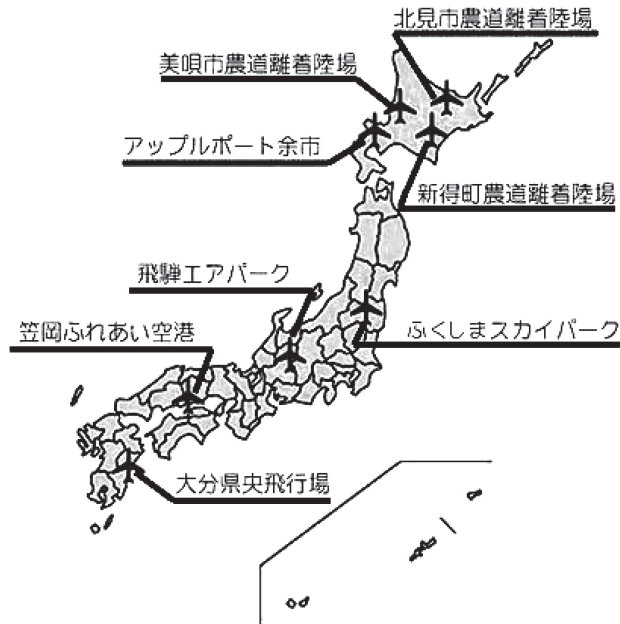 北見市農道離着陸場
美唄市農道離着陸場
アップルポート余市
新得町農道離着陸場
飛騨エアパーク
笠岡ふれあい空港
ふくしまスカイパーク
大分県央飛行場